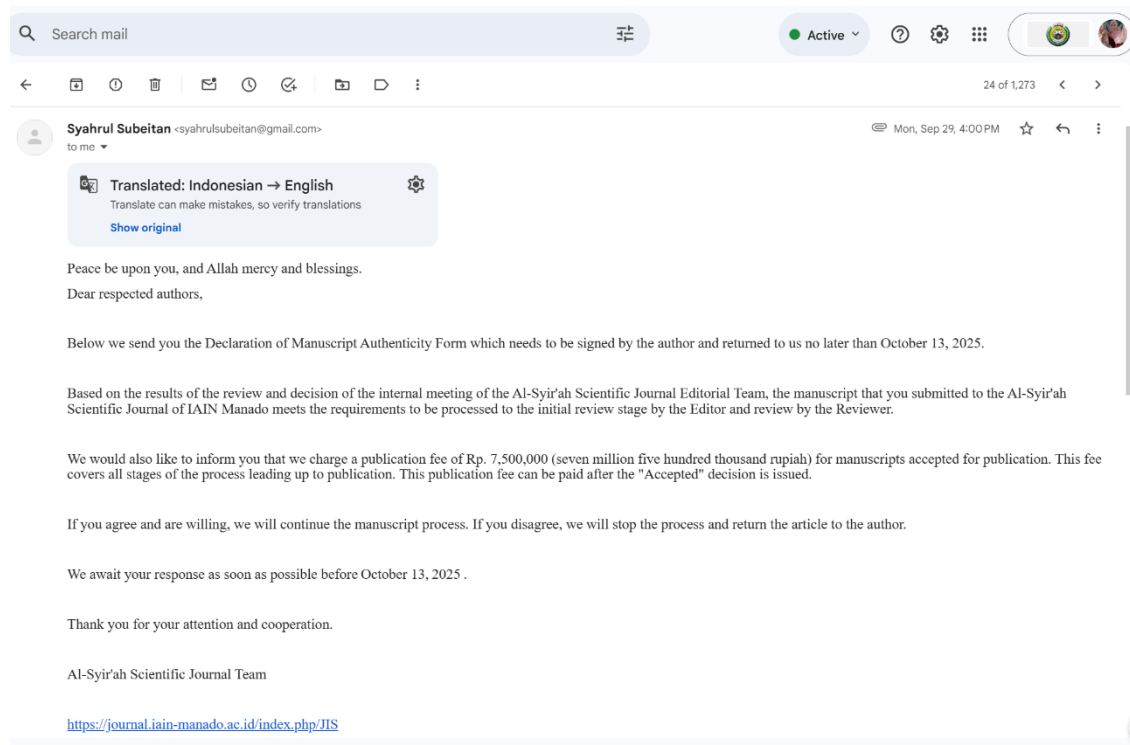 Search mail
Active
24 of 1,273
Syahrul Subeitan <syahrulsubeitan@gmail.com>
Mon, Sep 29, 4:00 PM
to me
Translated: Indonesian → English
Translate can make mistakes, so verify translations
Show original
Peace be upon you, and Allah mercy and blessings.
Dear respected authors,
Below we send you the Declaration of Manuscript Authenticity Form which needs to be signed by the author and returned to us no later than October 13, 2025.
Based on the results of the review and decision of the internal meeting of the Al-Syir'ah Scientific Journal Editorial Team, the manuscript that you submitted to the Al-Syir'ah
Scientific Journal of IAIN Manado meets the requirements to be processed to the initial review stage by the Editor and review by the Reviewer.
We would also like to inform you that we charge a publication fee of Rp. 7,500,000 (seven million five hundred thousand rupiah) for manuscripts accepted for publication. This fee
covers all stages of the process leading up to publication. This publication fee can be paid after the "Accepted" decision is issued.
If you agree and are willing, we will continue the manuscript process. If you disagree, we will stop the process and return the article to the author.
We await your response as soon as possible before October 13, 2025 .
Thank you for your attention and cooperation.
Al-Syir'ah Scientific Journal Team
https://journal.iain-manado.ac.id/index.php/JIS